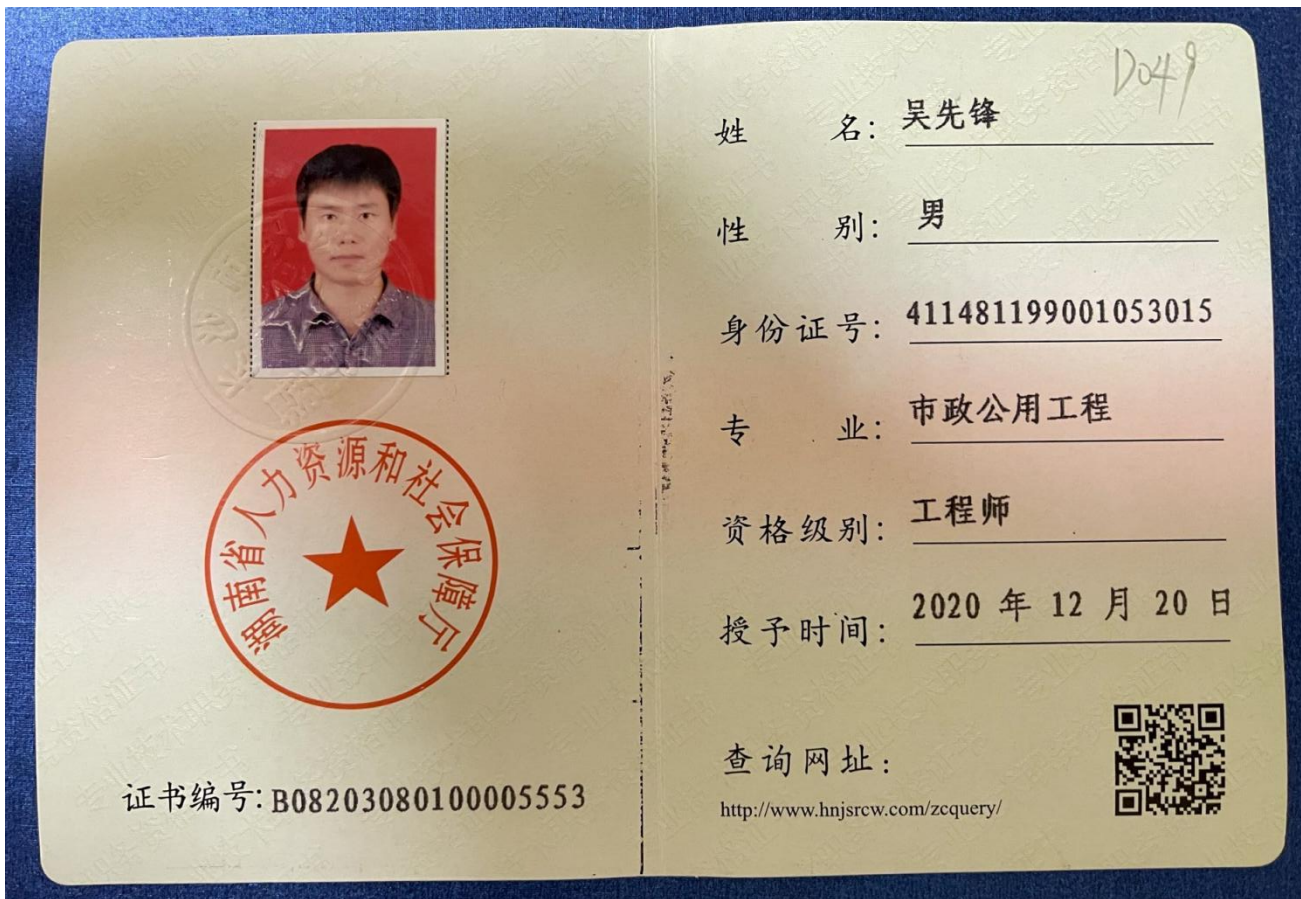 湖南省人力资源和社会保障厅
证书编号: B08203080100005553
D049
姓 名: 吴先锋
性 别: 男
身份证号: 411481199001053015
专 业: 市政公用工程
资格级别: 工程师
授予时间: 2020 年 12 月 20 日
查询网址:
http://www.hnjsrcw.com/zcquery/